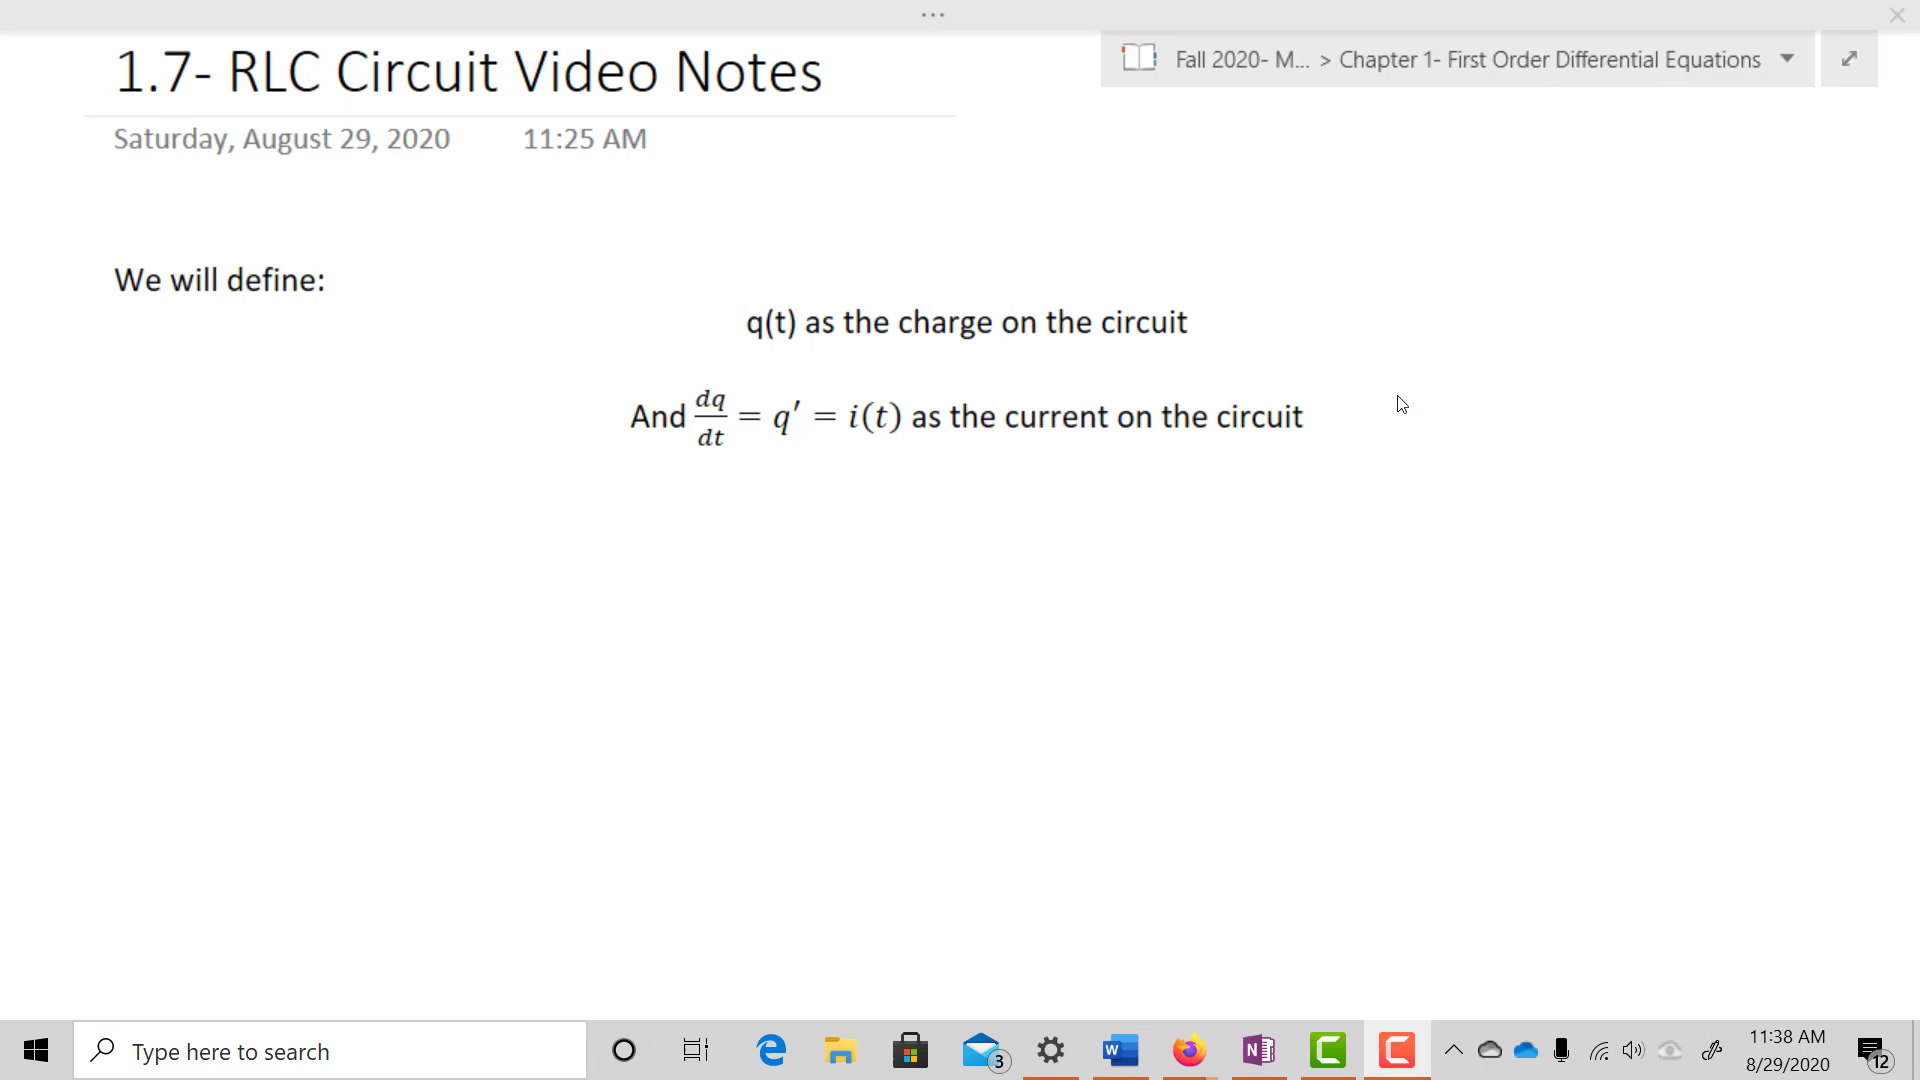 1.7- RLC Circuit Video Notes
Fall 2020- M... > Chapter 1- First Order Differential Equations
Saturday, August 29, 2020 11:25 AM
We will define:
q(t) as the charge on the circuit
And dq/dt = q′ = i(t) as the current on the circuit
Type here to search
3
W
N
11:38 AM
8/29/2020
12